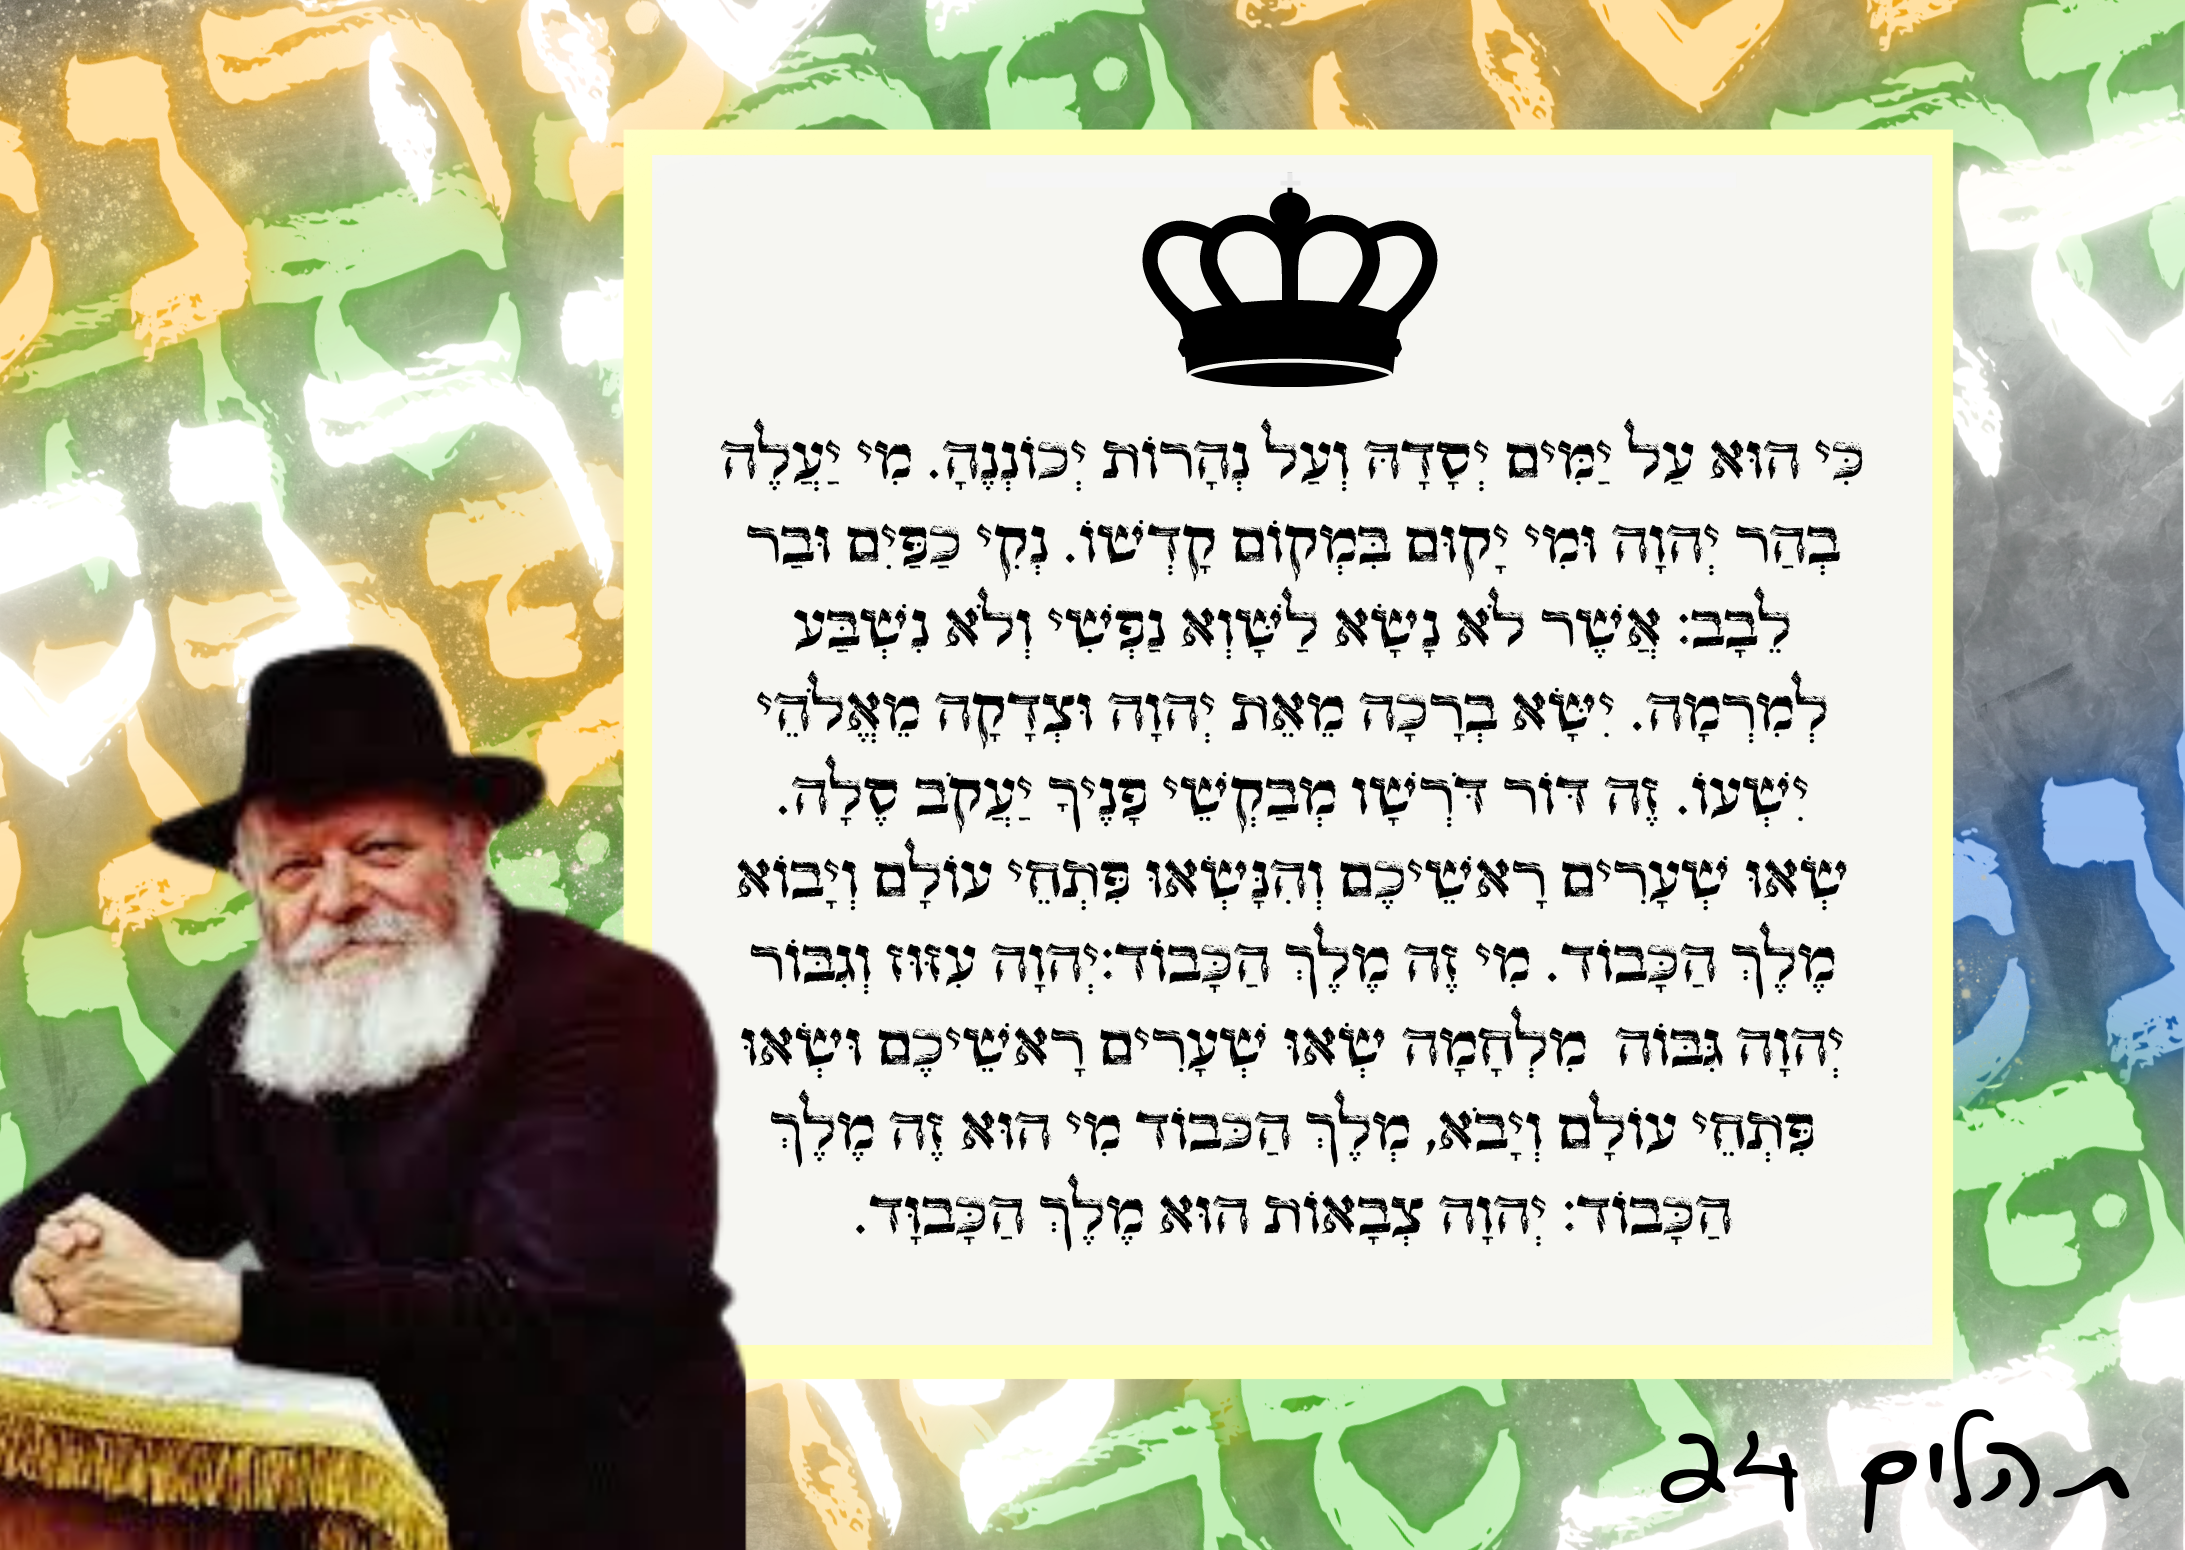 כִּי הוּא עַל יַמִּים יְסָדָהּ וְעַל נְהָרוֹת יְכוֹנְנֶהָ. מִי יַעֲלֶה
בְהַר יְהוָה וּמִי יָקוּם בִּמְקוֹם קָדְשׁוֹ. נְקִי כַפַּיִם וּבַר
לֵבָב: אֲשֶׁר לֹא נָשָׂא לַשָּׁוְא נַפְשִׁי וְלֹא נִשְׁבַּע
לְמִרְמָה. יִשָּׂא בְרָכָה מֵאֵת יְהוָה וּצְדָקָה מֵאֱלֹהֵי
יִשְׁעוֹ. זֶה דּוֹר דֹּרְשָׁו מְבַקְשֵׁי פָנֶיךָ יַעֲקֹב סֶלָה.
שְׂאוּ שְׁעָרִים רָאשֵׁיכֶם וְהִנָּשְׂאוּ פִּתְחֵי עוֹלָם וְיָבוֹא
מֶלֶךְ הַכָּבוֹד. מִי זֶה מֶלֶךְ הַכָּבוֹד:יְהוָה עִזּוּז וְגִבּוֹר
יְהוָה גִּבּוֹה מִלְחָמָה שְׂאוּ שְׁעָרִים רָאשֵׁיכֶם וּשְׂאוּ
פִּתְחֵי עוֹלָם וְיָבֹא, מְלֶךְ הַכּבוֹד מִי הוּא זֶה מֶלֶךְ
הַכָּבוֹד: יְהוָה צְבָאוֹת הוּא מֶלֶךְ הַכָּבוָֹד.
תהלים 24